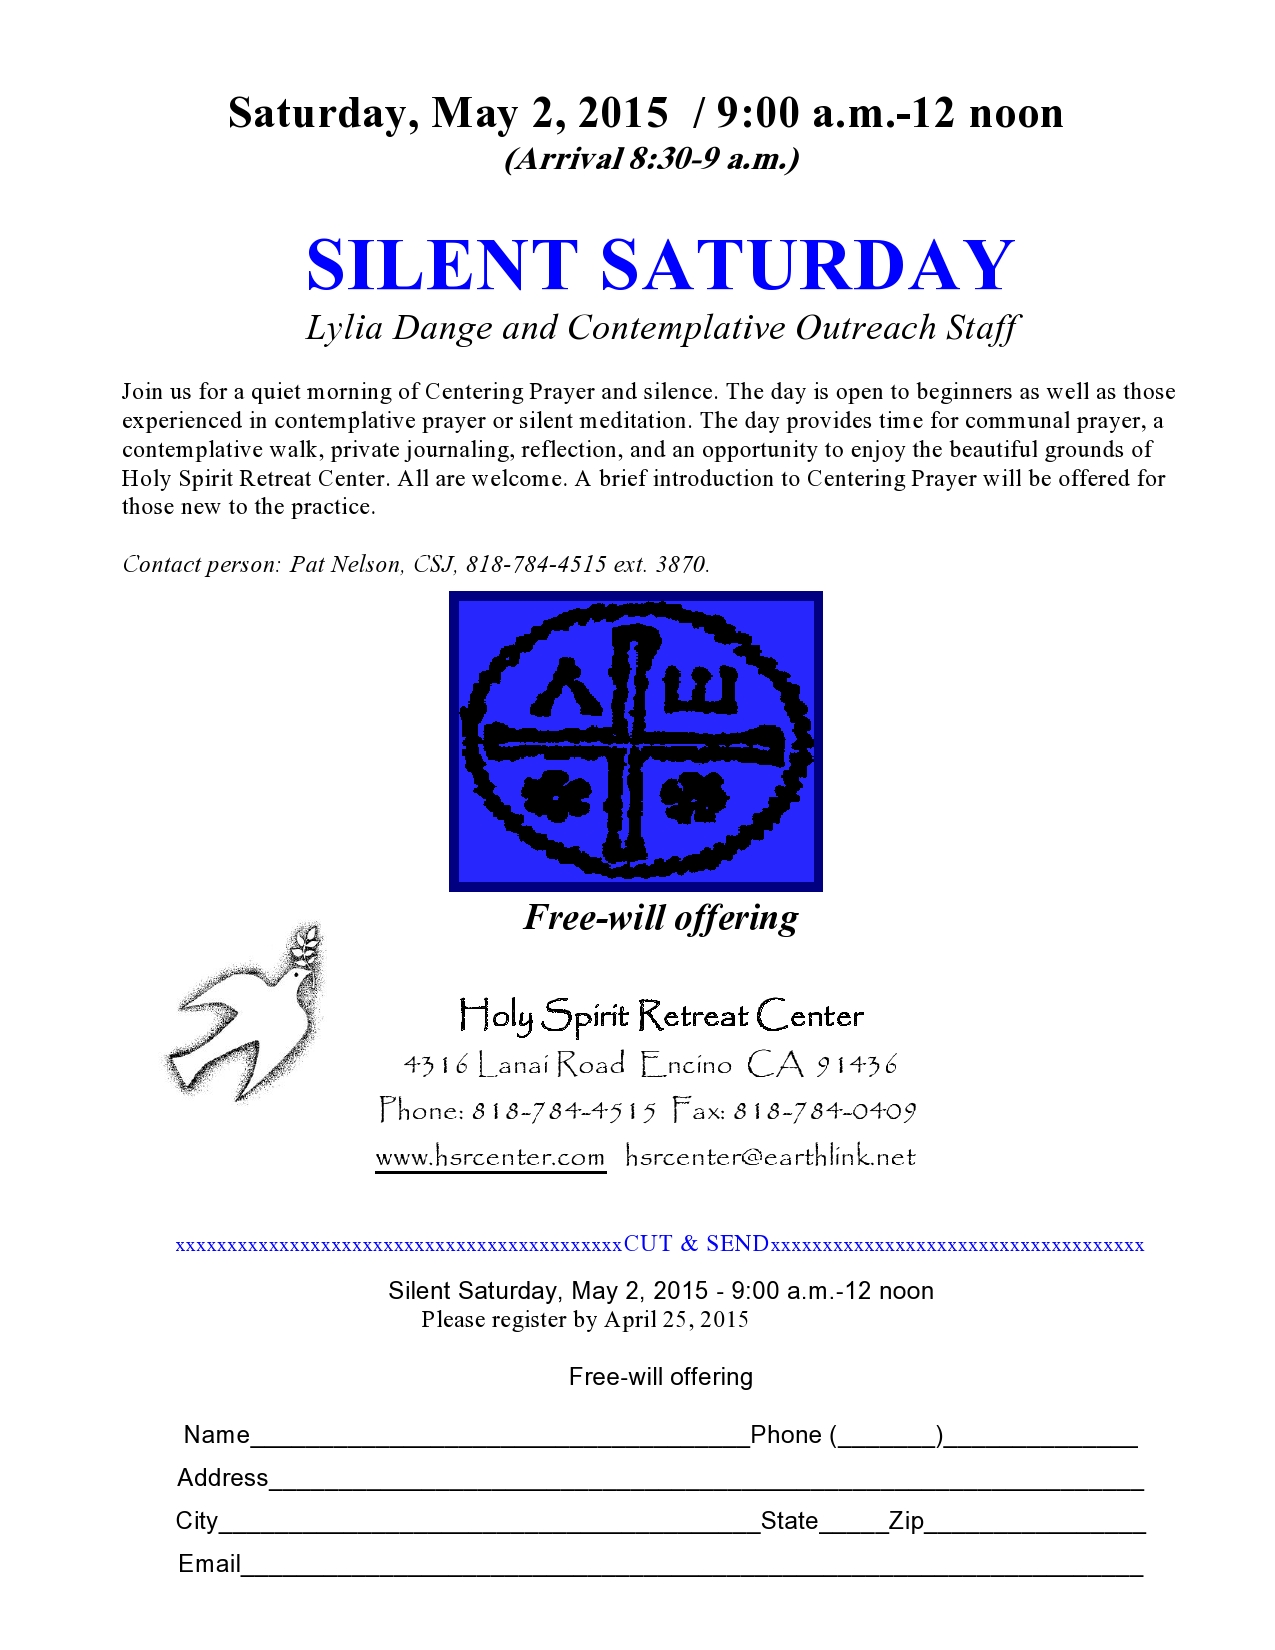 Saturday, May 2, 2015 / 9:00 a.m.-12 noon
(Arrival 8:30-9 a.m.)
SILENT SATURDAY
Lylia Dange and Contemplative Outreach Staff
Join us for a quiet morning of Centering Prayer and silence. The day is open to beginners as well as those
experienced in contemplative prayer or silent meditation. The day provides time for communal prayer, a
contemplative walk, private journaling, reflection, and an opportunity to enjoy the beautiful grounds of
Holy Spirit Retreat Center. All are welcome. A brief introduction to Centering Prayer will be offered for
those new to the practice.
Contact person: Pat Nelson, CSJ, 818-784-4515 ext. 3870.
Free-will offering
Holy Spirit Retreat Center
4316 Lanai Road Encino CA 91436
Phone: 818-784-4515 Fax: 818-784-0409
www.hsrcenter.com hsrcenter@earthlink.net
xxxxxxxxxxxxxxxxxxxxxxxxxxxxxxxxxxxxxxxxxxxCUT & SENDxxxxxxxxxxxxxxxxxxxxxxxxxxxxxxxxxxxx
Silent Saturday, May 2, 2015 - 9:00 a.m.-12 noon
Please register by April 25, 2015
Free-will offering
Name____________________________________Phone (_______)______________
Address_______________________________________________________________
City_______________________________________State_____Zip________________
Email_________________________________________________________________